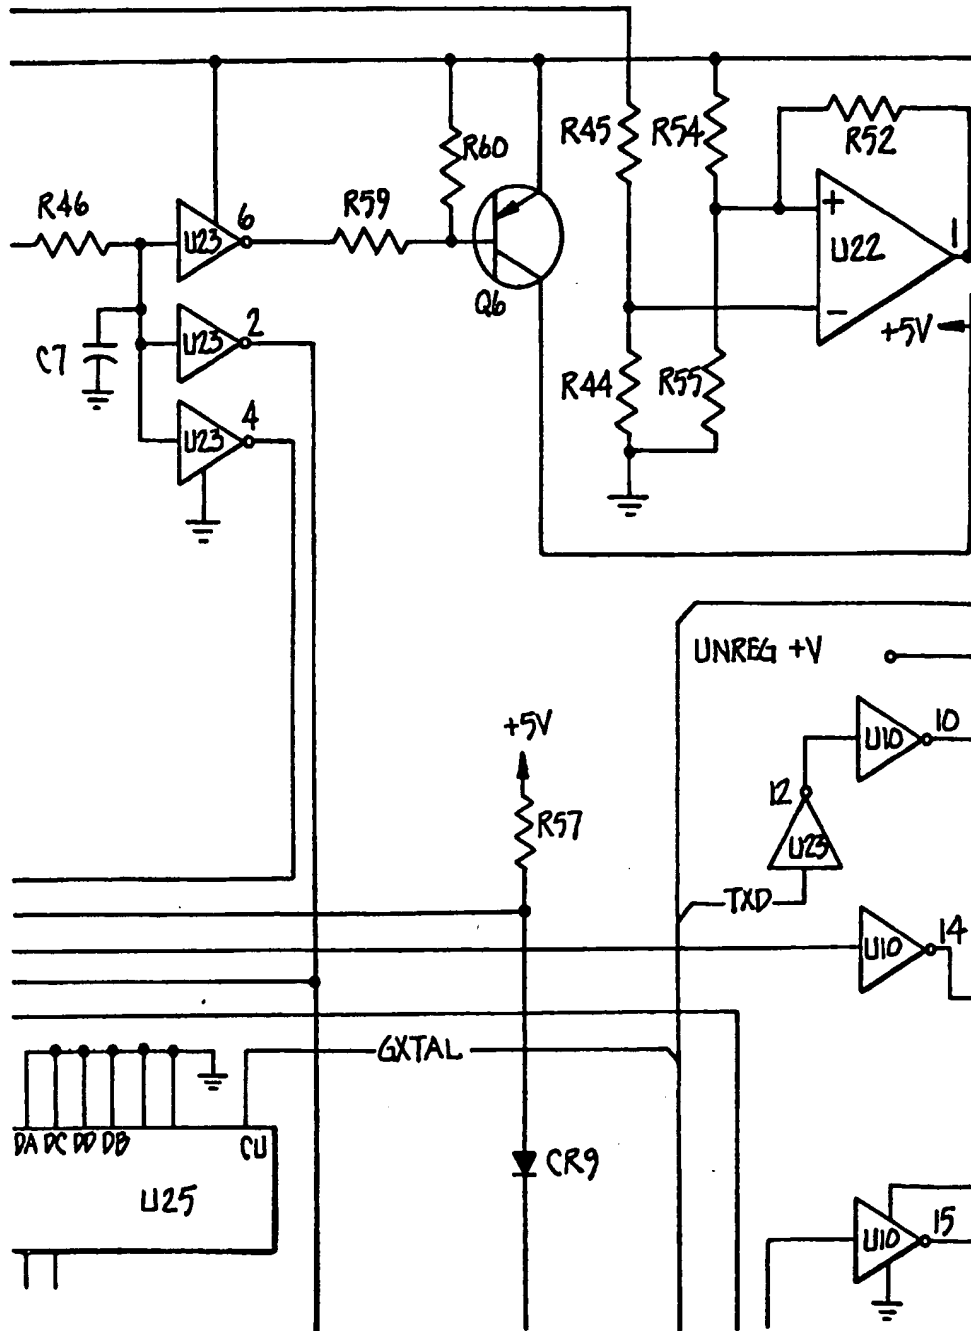 R45
R54
R52
R60
R46
R59
6
U23
+
1
U22
Q6
2
U23
-
+5V
C7
R44
R55
4
U23
UNREG +V
+5V
10
U10
12
R57
U23
TXD
14
U10
GXTAL
DA DC DD DB
CU
CR9
U25
15
U10